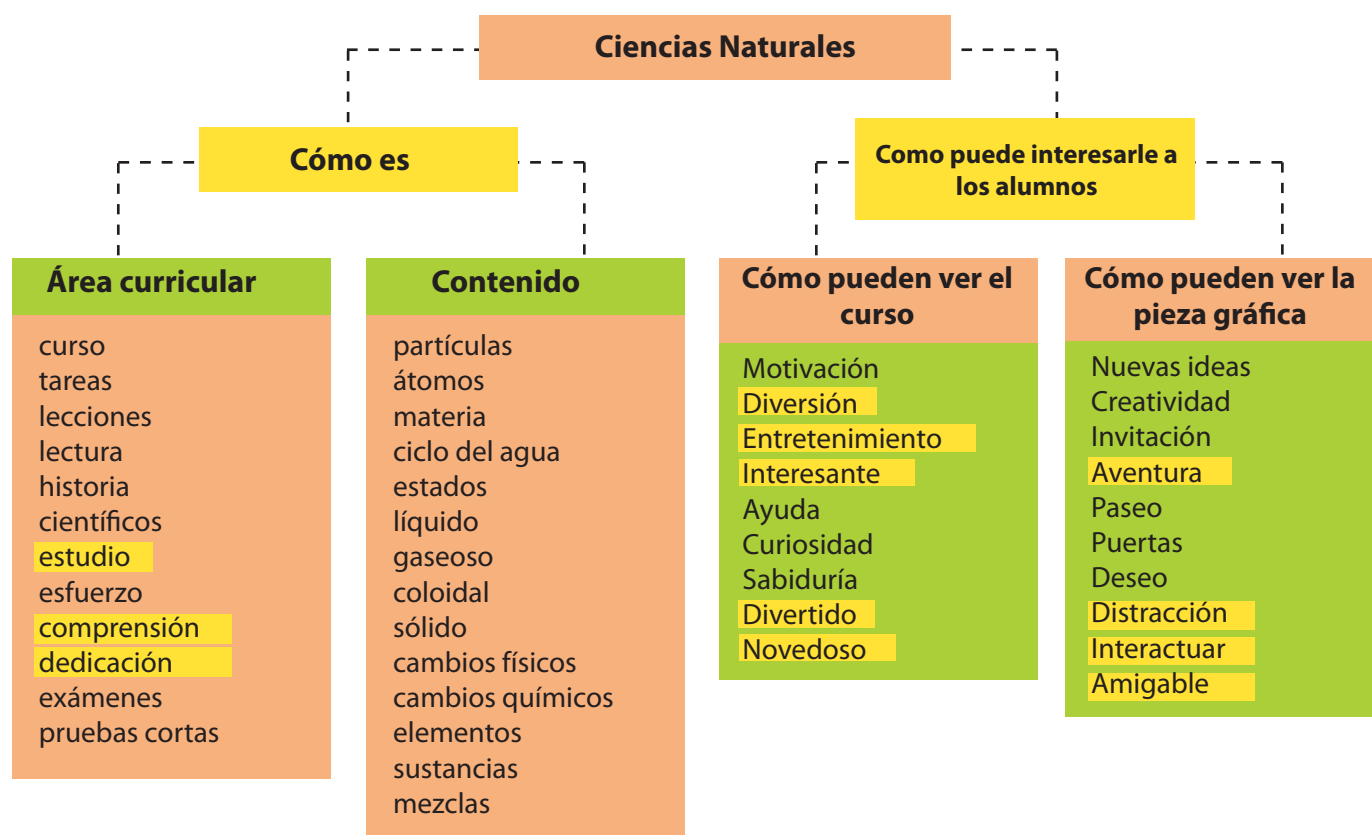 Ciencias Naturales
Cómo es
Como puede interesarle a
los alumnos
Área curricular
curso
tareas
lecciones
lectura
historia
científicos
estudio
esfuerzo
comprensión
dedicación
exámenes
pruebas cortas
Contenido
partículas
átomos
materia
ciclo del agua
estados
líquido
gaseoso
coloidal
sólido
cambios físicos
cambios químicos
elementos
sustancias
mezclas
Cómo pueden ver el
curso
Motivación
Diversión
Entretenimiento
Interesante
Ayuda
Curiosidad
Sabiduría
Divertido
Novedoso
Cómo pueden ver la
pieza gráfica
Nuevas ideas
Creatividad
Invitación
Aventura
Paseo
Puertas
Deseo
Distracción
Interactuar
Amigable